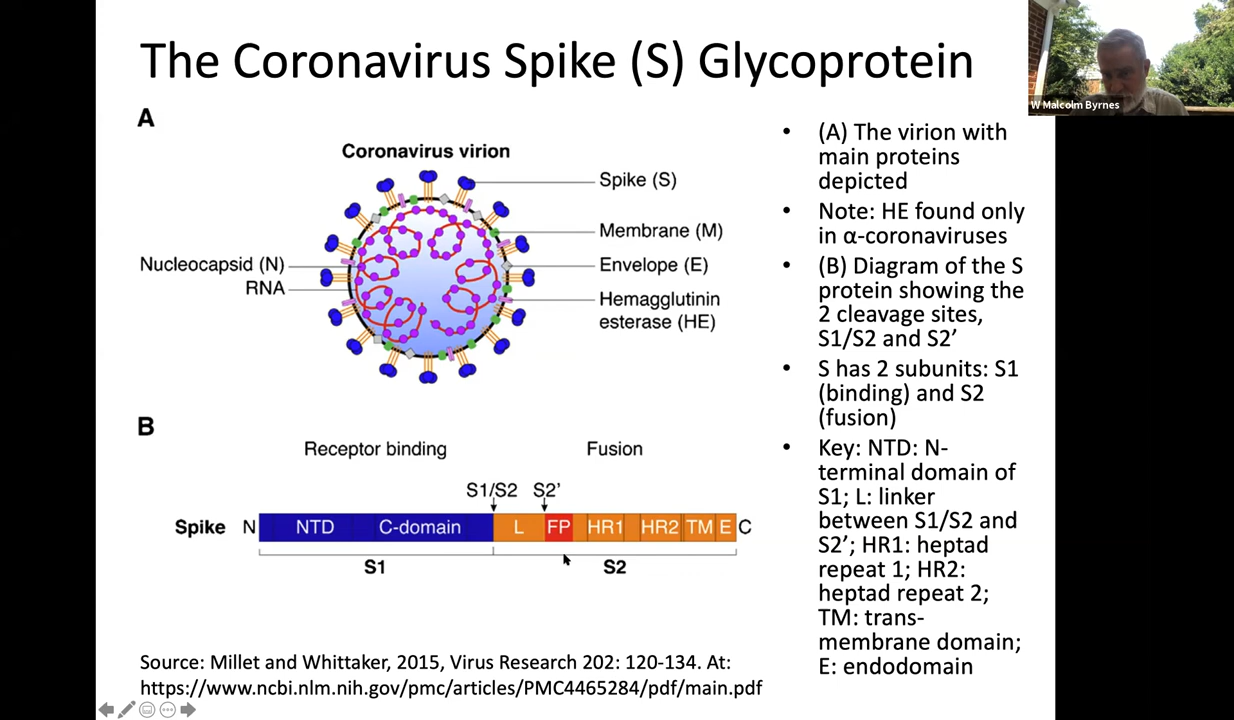 The Coronavirus Spike (S) Glycoprotein
W Malcolm Byrnes
A
Coronavirus virion
Spike (S)
Membrane (M)
Nucleocapsid (N)
Envelope (E)
RNA
Hemagglutinin
esterase (HE)
B
Receptor binding
Fusion
S1/S2
S2’
Spike
N
NTD
C-domain
L
FP
HR1
HR2
TM
E
C
S1
S2
• (A) The virion with
main proteins
depicted
• Note: HE found only
in α-coronaviruses
• (B) Diagram of the S
protein showing the
2 cleavage sites,
S1/S2 and S2’
• S has 2 subunits: S1
(binding) and S2
(fusion)
• Key: NTD: N-
terminal domain of
S1; L: linker
between S1/S2 and
S2’; HR1: heptad
repeat 1; HR2:
heptad repeat 2;
TM: trans-
membrane domain;
E: endodomain
Source: Millet and Whittaker, 2015, Virus Research 202: 120-134. At:
https://www.ncbi.nlm.nih.gov/pmc/articles/PMC4465284/pdf/main.pdf